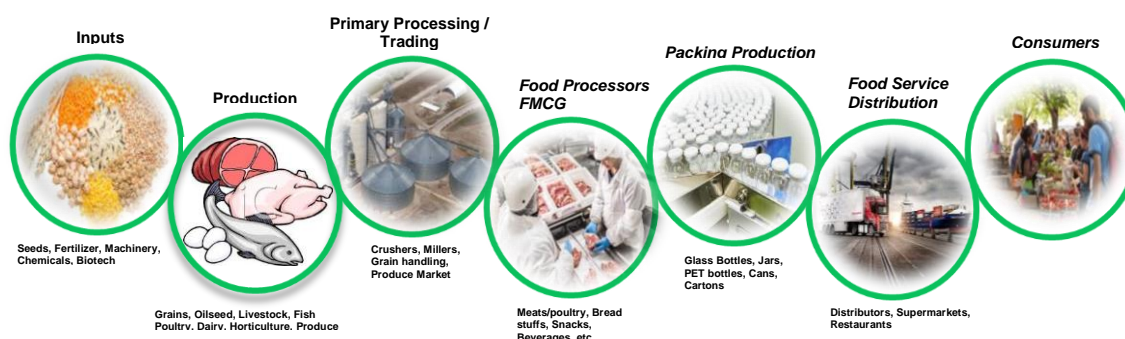 Inputs
Seeds, Fertilizer, Machinery,
Chemicals, Biotech
Production
Grains, Oilseed, Livestock, Fish
Poultry, Dairy, Horticulture, Produce
Primary Processing /
Trading
Crushers, Millers,
Grain handling,
Produce Market
Food Processors
FMCG
Meats/poultry, Bread
stuffs, Snacks,
Beverages, etc
Packing Production
Glass Bottles, Jars,
PET bottles, Cans,
Cartons
Food Service
Distribution
Distributors, Supermarkets,
Restaurants
Consumers